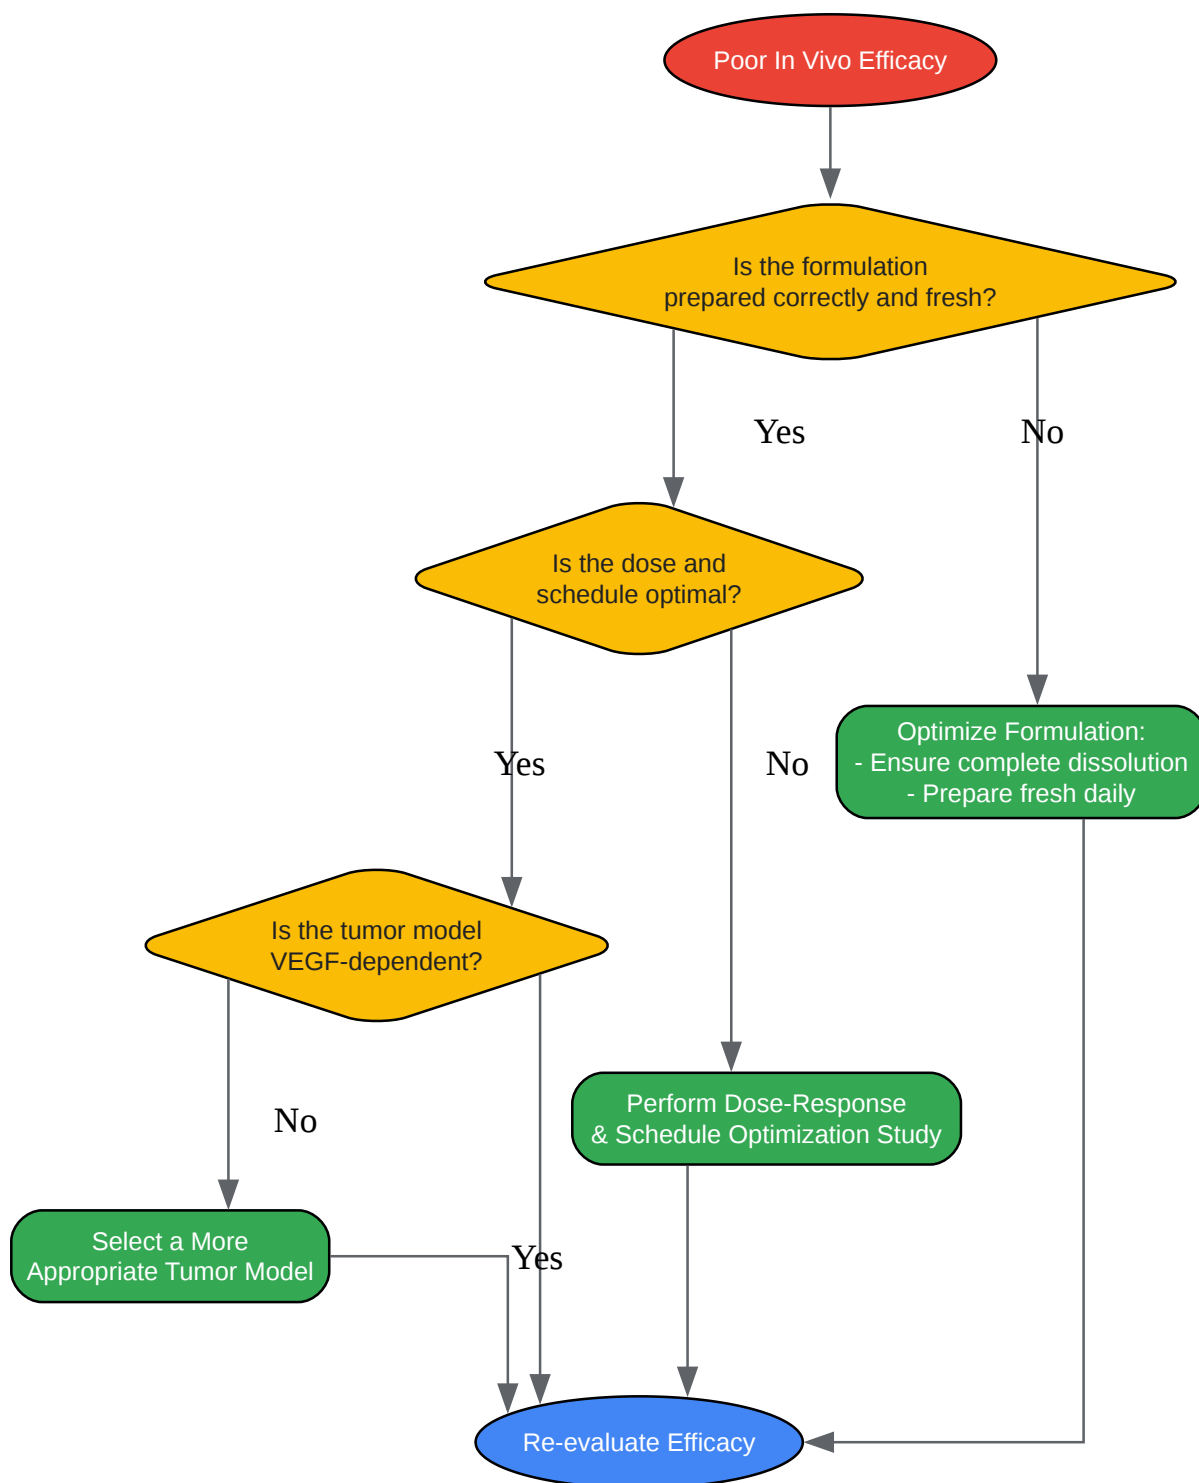 Poor In Vivo Efficacy
Is the formulation
prepared correctly and fresh?
Yes
No
Is the dose and
schedule optimal?
Yes
No
Optimize Formulation:
- Ensure complete dissolution
- Prepare fresh daily
Is the tumor model
VEGF-dependent?
No
Yes
Perform Dose-Response
& Schedule Optimization Study
Select a More
Appropriate Tumor Model
Re-evaluate Efficacy